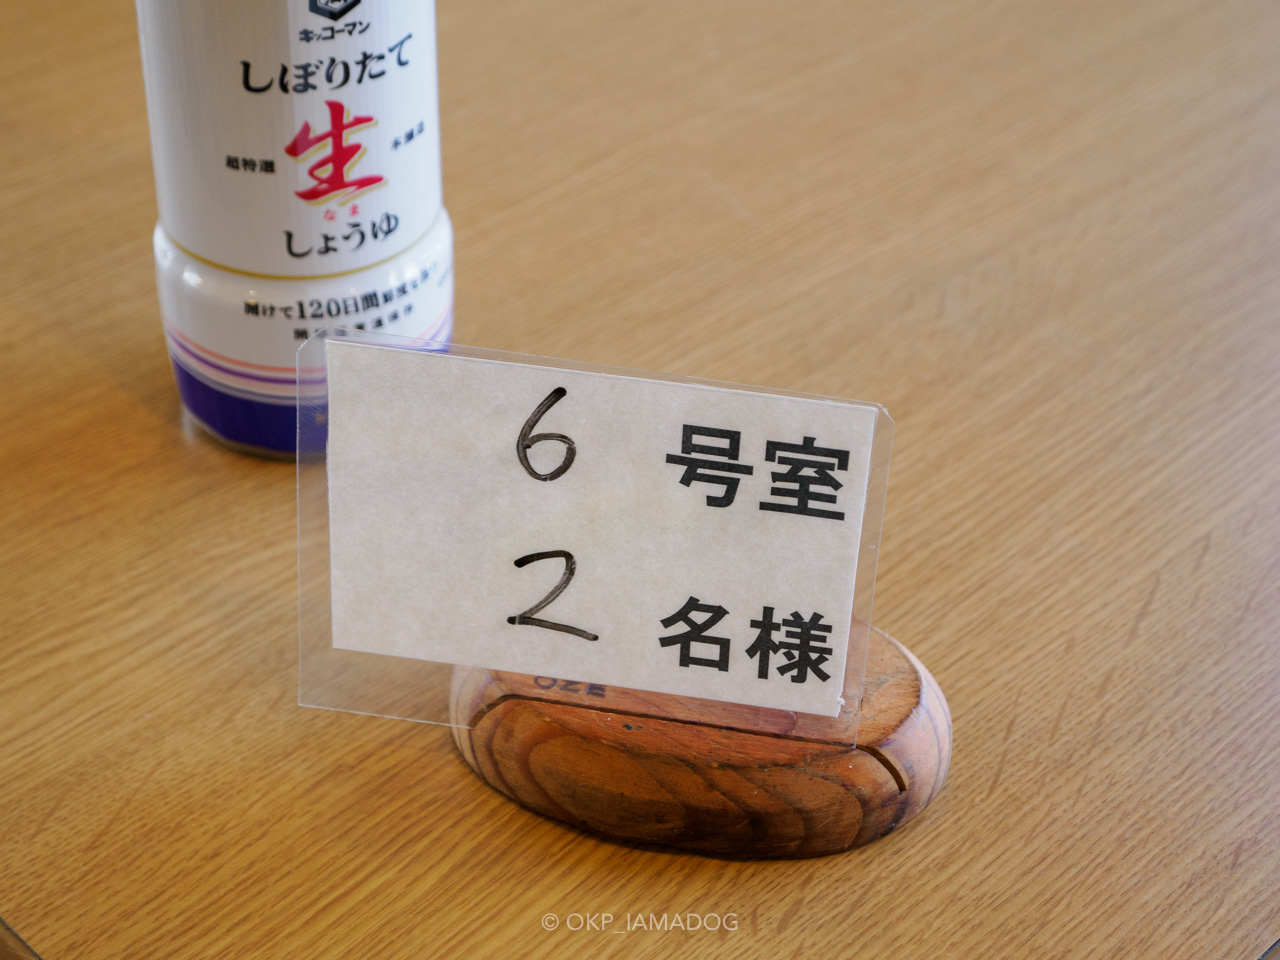 キッコーマン
しぼりたて
生
超特選
本醸造
なま
しょうゆ
開けて120日間鮮度
6 号室
2 名様
© OKP_IAMADOG